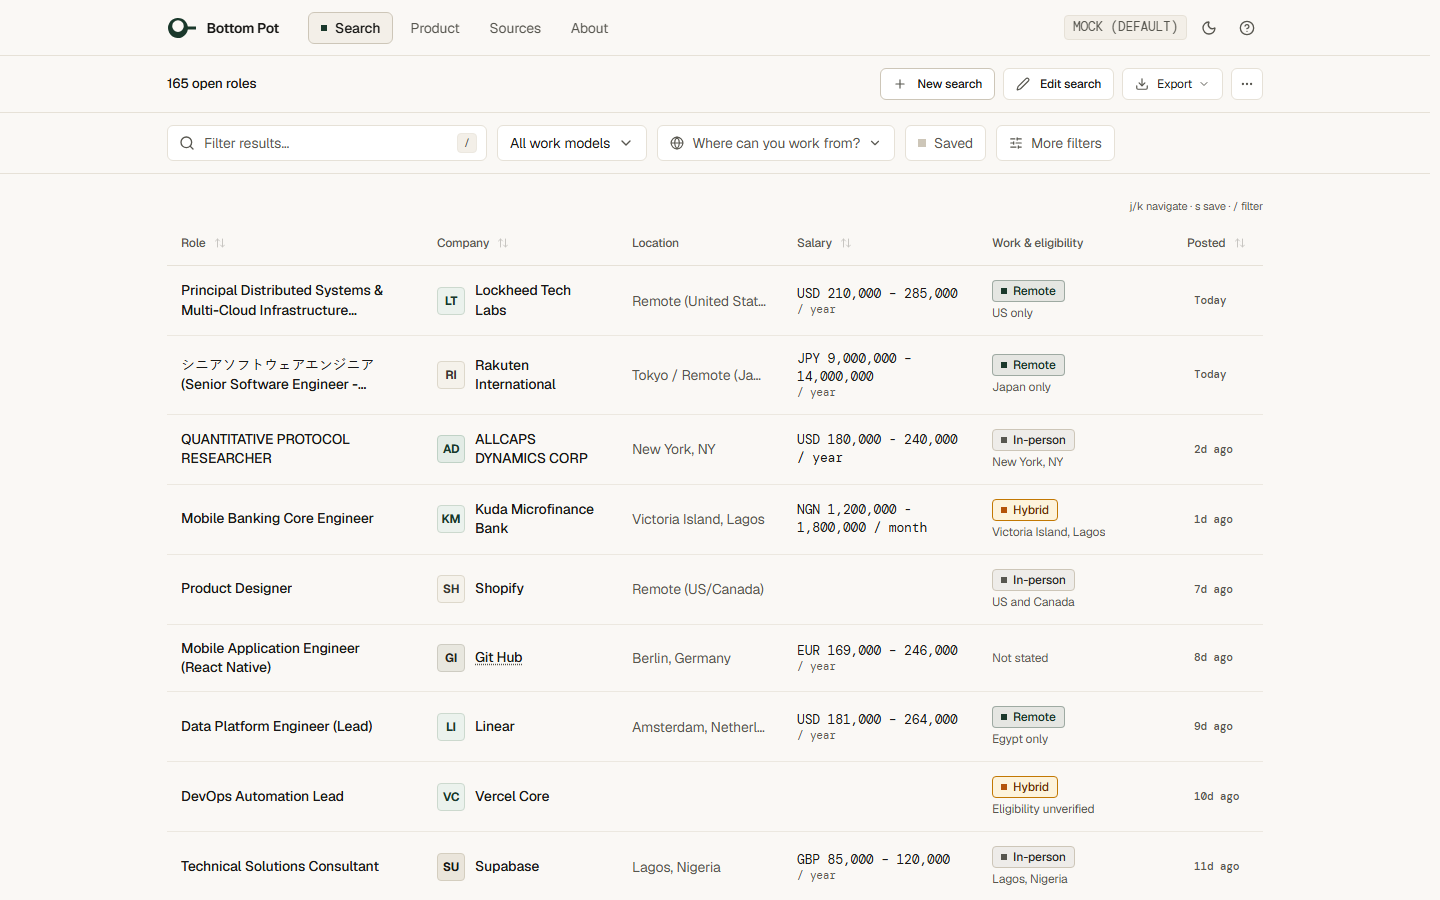 Bottom Pot
Search
Product
Sources
About
MOCK (DEFAULT)
165 open roles
New search
Edit search
Export
Filter results...
/
All work models
Where can you work from?
Saved
More filters
j/k navigate · s save · / filter
Role
Company
Location
Salary
Work & eligibility
Posted
Principal Distributed Systems &
Multi-Cloud Infrastructure...
LT
Lockheed Tech
Labs
Remote (United Stat...
USD 210,000 - 285,000
/ year
Remote
US only
Today
シニアソフトウェアエンジニア
(Senior Software Engineer -...
RI
Rakuten
International
Tokyo / Remote (Ja...
JPY 9,000,000 -
14,000,000
/ year
Remote
Japan only
Today
QUANTITATIVE PROTOCOL
RESEARCHER
AD
ALLCAPS
DYNAMICS CORP
New York, NY
USD 180,000 - 240,000
/ year
In-person
New York, NY
2d ago
Mobile Banking Core Engineer
KM
Kuda Microfinance
Bank
Victoria Island, Lagos
NGN 1,200,000 -
1,800,000 / month
Hybrid
Victoria Island, Lagos
1d ago
Product Designer
SH
Shopify
Remote (US/Canada)
In-person
US and Canada
7d ago
Mobile Application Engineer
(React Native)
GI
Git Hub
Berlin, Germany
EUR 169,000 - 246,000
/ year
Not stated
8d ago
Data Platform Engineer (Lead)
LI
Linear
Amsterdam, Netherl...
USD 181,000 - 264,000
/ year
Remote
Egypt only
9d ago
DevOps Automation Lead
VC
Vercel Core
Hybrid
Eligibility unverified
10d ago
Technical Solutions Consultant
SU
Supabase
Lagos, Nigeria
GBP 85,000 - 120,000
/ year
In-person
Lagos, Nigeria
11d ago